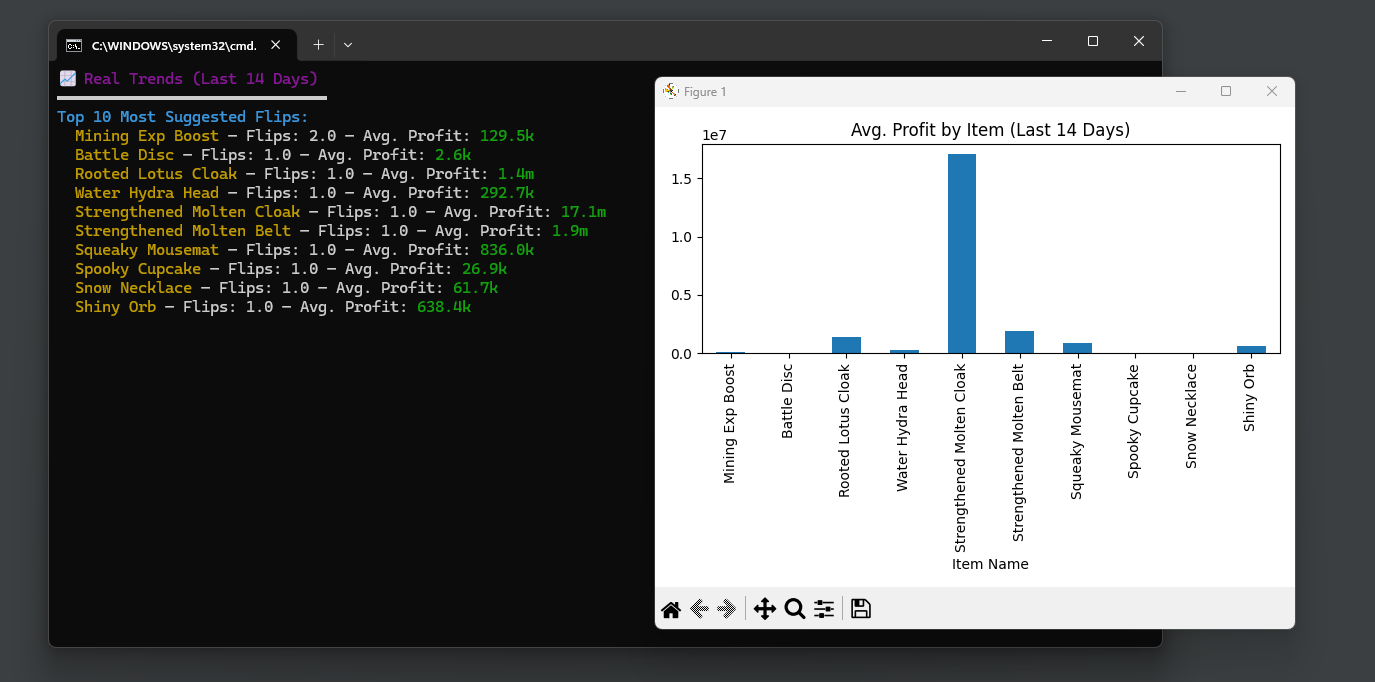 C:\WINDOWS\system32\cmd.
Real Trends (Last 14 Days)
Top 10 Most Suggested Flips:
Mining Exp Boost — Flips: 2.0 — Avg. Profit: 129.5k
Battle Disc — Flips: 1.0 — Avg. Profit: 2.6k
Rooted Lotus Cloak — Flips: 1.0 — Avg. Profit: 1.4m
Water Hydra Head — Flips: 1.0 — Avg. Profit: 292.7k
Strengthened Molten Cloak — Flips: 1.0 — Avg. Profit: 17.1m
Strengthened Molten Belt — Flips: 1.0 — Avg. Profit: 1.9m
Squeaky Mousemat — Flips: 1.0 — Avg. Profit: 836.0k
Spooky Cupcake — Flips: 1.0 — Avg. Profit: 26.9k
Snow Necklace — Flips: 1.0 — Avg. Profit: 61.7k
Shiny Orb — Flips: 1.0 — Avg. Profit: 638.4k
Figure 1
Avg. Profit by Item (Last 14 Days)
1e7
1.5
1.0
0.5
0.0
Mining Exp Boost
Battle Disc
Rooted Lotus Cloak
Water Hydra Head
Strengthened Molten Cloak
Strengthened Molten Belt
Squeaky Mousemat
Spooky Cupcake
Snow Necklace
Shiny Orb
Item Name